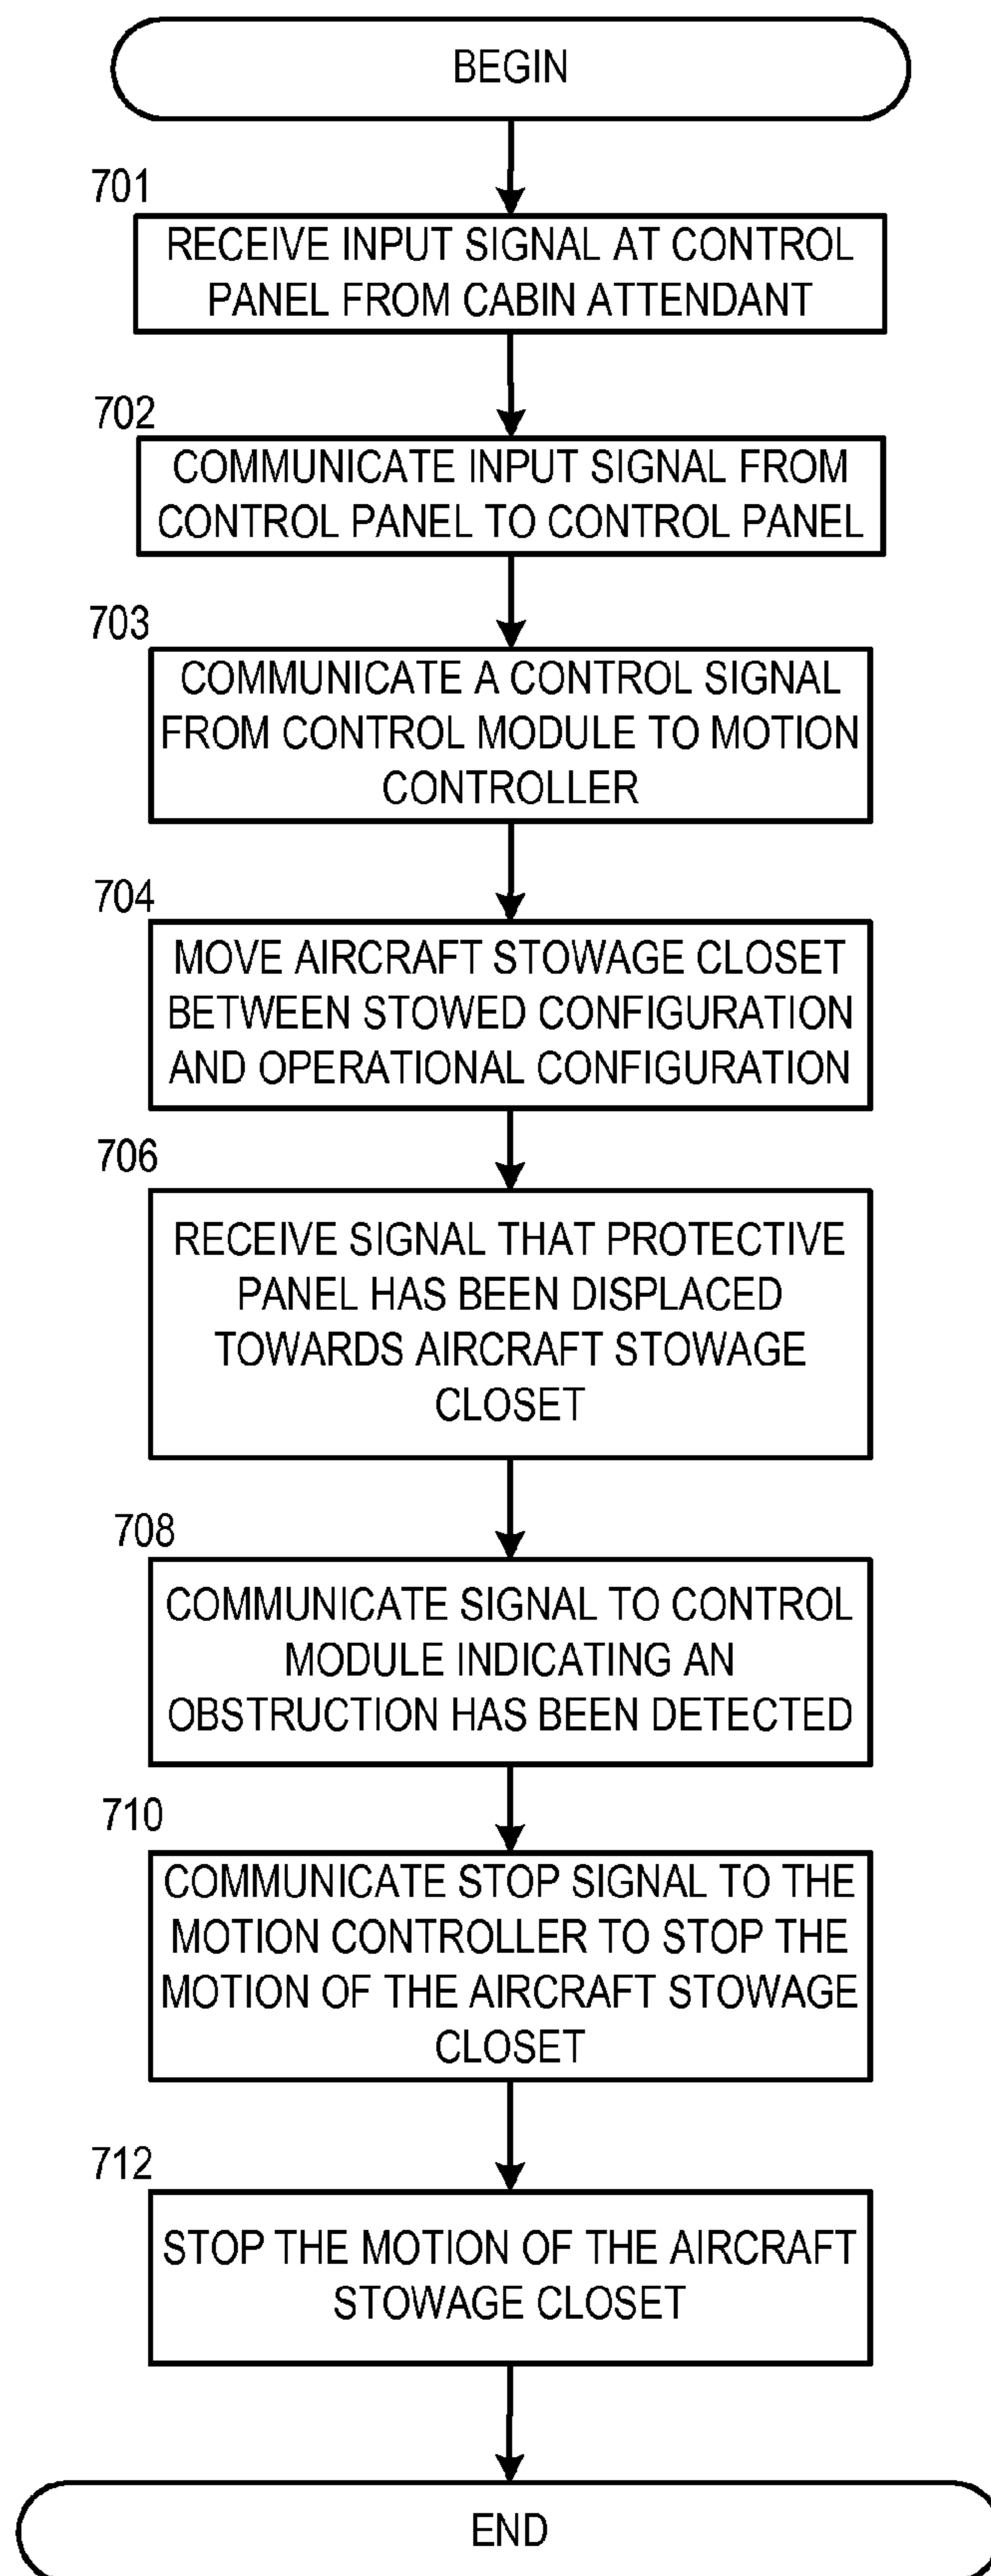 BEGIN
701
RECEIVE INPUT SIGNAL AT CONTROL
PANEL FROM CABIN ATTENDANT
702
COMMUNICATE INPUT SIGNAL FROM
CONTROL PANEL TO CONTROL PANEL
703
COMMUNICATE A CONTROL SIGNAL
FROM CONTROL MODULE TO MOTION
CONTROLLER
704
MOVE AIRCRAFT STOWAGE CLOSET
BETWEEN STOWED CONFIGURATION
AND OPERATIONAL CONFIGURATION
706
RECEIVE SIGNAL THAT PROTECTIVE
PANEL HAS BEEN DISPLACED
TOWARDS AIRCRAFT STOWAGE
CLOSET
708
COMMUNICATE SIGNAL TO CONTROL
MODULE INDICATING AN
OBSTRUCTION HAS BEEN DETECTED
710
COMMUNICATE STOP SIGNAL TO THE
MOTION CONTROLLER TO STOP THE
MOTION OF THE AIRCRAFT STOWAGE
CLOSET
712
STOP THE MOTION OF THE AIRCRAFT
STOWAGE CLOSET
END